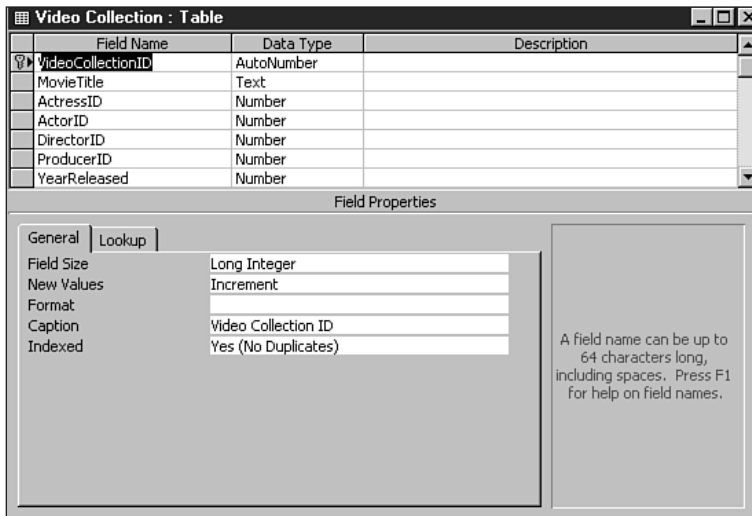 Video Collection : Table
Field Name Data Type Description
VideoCollectionID AutoNumber
MovieTitle Text
ActressID Number
ActorID Number
DirectorID Number
ProducerID Number
YearReleased Number
Field Properties
General Lookup
Field Size Long Integer
New Values Increment
Format
Caption Video Collection ID
Indexed Yes (No Duplicates)
A field name can be up to
64 characters long,
including spaces. Press F1
for help on field names.